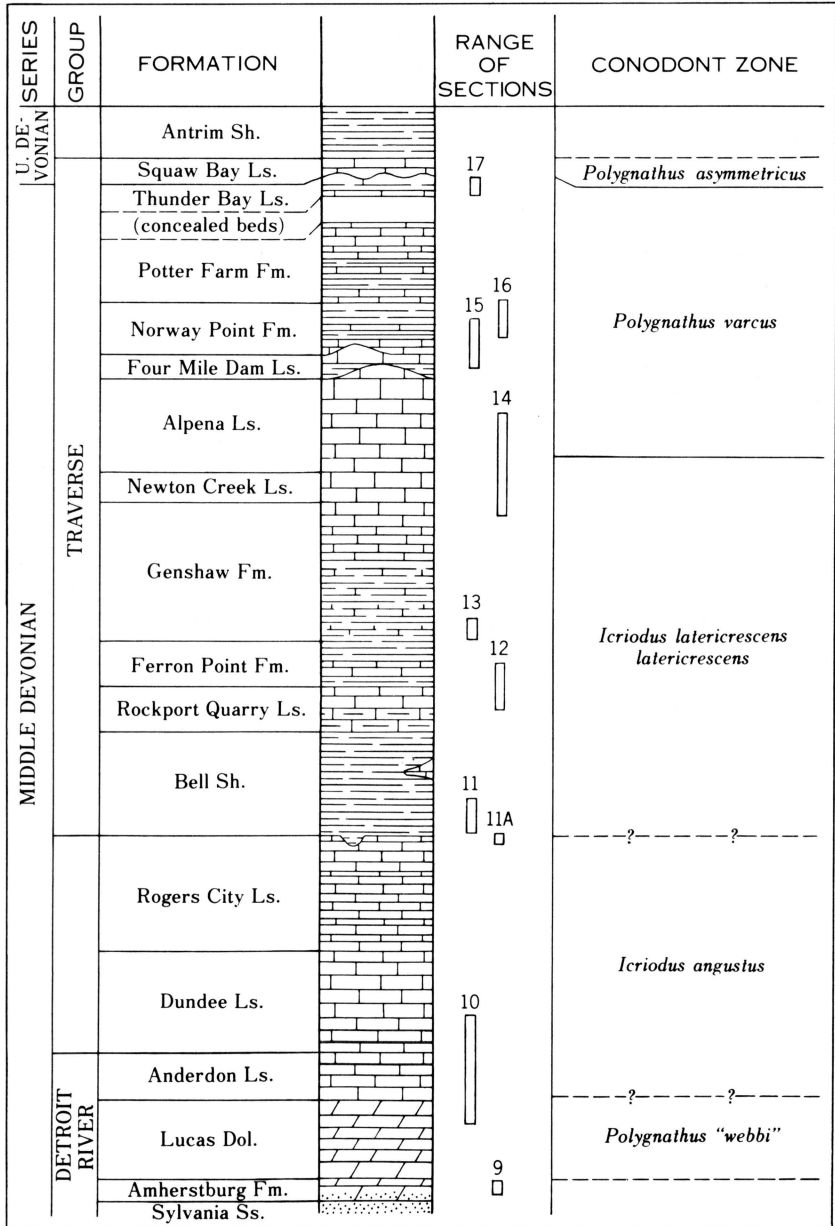 SERIES
GROUP
FORMATION
RANGE
OF
SECTIONS
CONODONT ZONE
U. DE-
VONIAN
MIDDLE DEVONIAN
TRAVERSE
DETROIT
RIVER
Antrim Sh.
Squaw Bay Ls.
17
Polygnathus asymmetricus
Thunder Bay Ls.
(concealed beds)
Potter Farm Fm.
16
15
Polygnathus varcus
Norway Point Fm.
Four Mile Dam Ls.
14
Alpena Ls.
Newton Creek Ls.
Genshaw Fm.
13
Icriodus latericrescens
latericrescens
12
Ferron Point Fm.
Rockport Quarry Ls.
Bell Sh.
11
11A
? ?
Rogers City Ls.
Icriodus angustus
Dundee Ls.
10
Anderdon Ls.
? ?
Lucas Dol.
Polygnathus “webbi”
9
Amherstburg Fm.
Sylvania Ss.